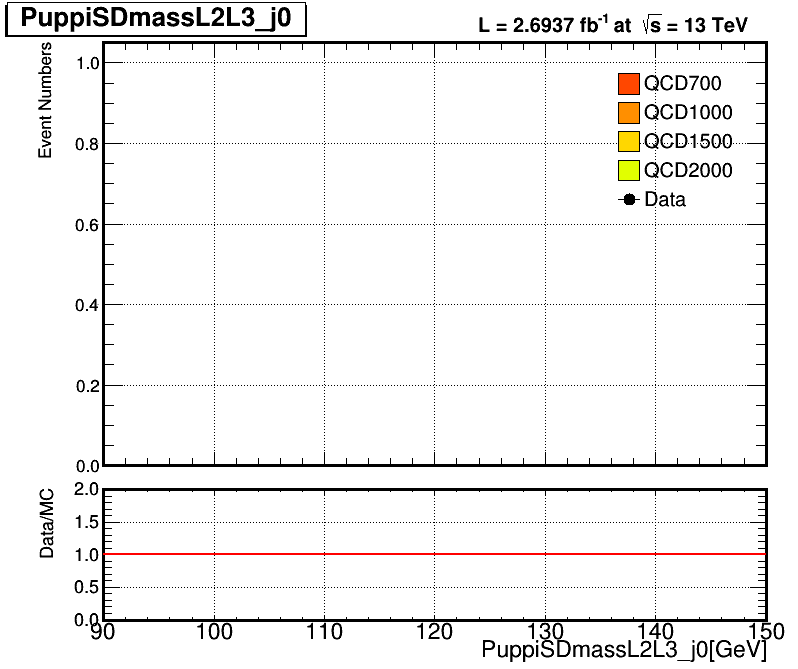 PuppiSDmassL2L3_j0
L = 2.6937 fb⁻¹ at √s = 13 TeV
Event Numbers
1.0
0.8
0.6
0.4
0.2
0.0
QCD700
QCD1000
QCD1500
QCD2000
Data
Data/MC
2.0
1.5
1.0
0.5
0.0
90 100 110 120 130 140 150
PuppiSDmassL2L3_j0[GeV]